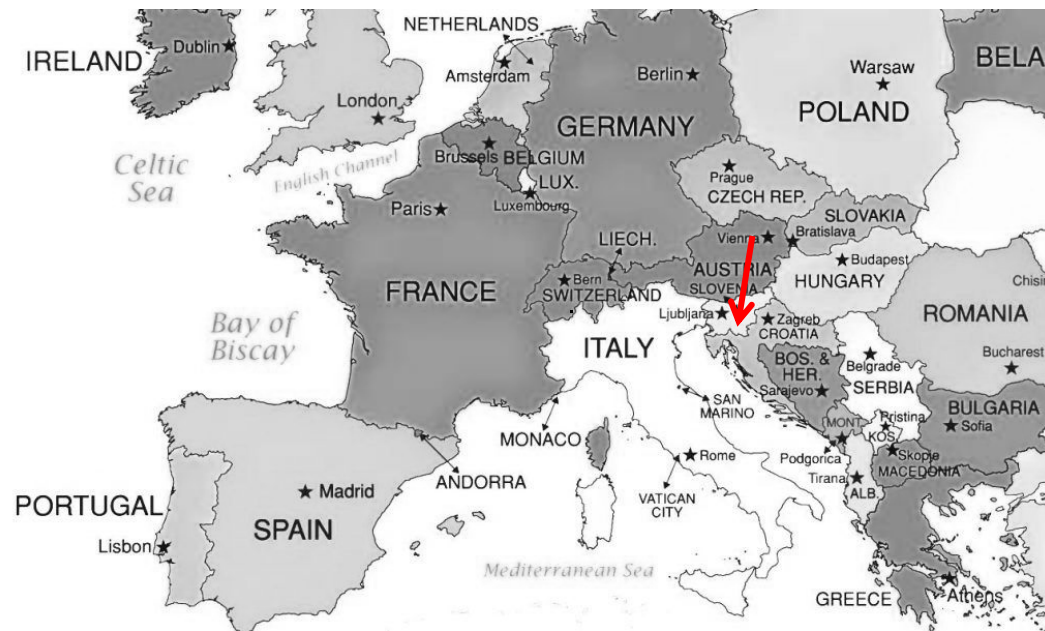 NETHERLANDS
IRELAND
Dublin
Amsterdam
Berlin
Warsaw
BELA
London
GERMANY
POLAND
Celtic
Sea
English Channel
Brussels BELGIUM
LUX.
Luxembourg
Paris
Prague
CZECH REP.
SLOVAKIA
Bratislava
Vienna
LIECH.
AUSTRIA
Budapest
HUNGARY
Bern
SWITZERLAND
SLOVENIA
FRANCE
Chisin
ROMANIA
Ljubljana
Zagreb
CROATIA
Bay of
Biscay
ITALY
BOS. &
HER.
Sarajevo
Belgrade
SERBIA
Bucharest
SAN
MARINO
BULGARIA
Sofia
MONT.
Pristina
KOS.
Skopje
MACEDONIA
Podgorica
Tirana
ALB.
MONACO
ANDORRA
Rome
VATICAN
CITY
PORTUGAL
Madrid
SPAIN
Lisbon
Mediterranean Sea
GREECE
Athens